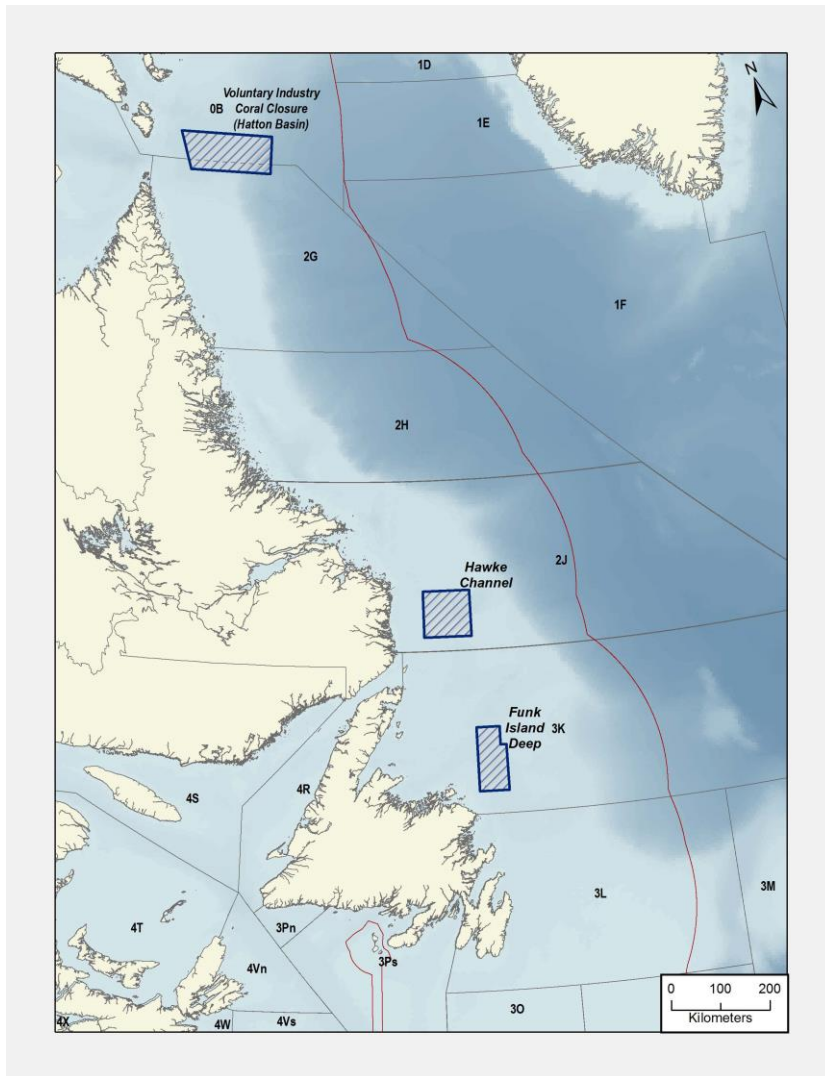 1D
Voluntary Industry
0B Coral Closure
(Hatton Basin)
N
1E
2G
1F
2H
2J
Hawke
Channel
Funk
Island 3K
Deep
4S
4R
3L
3M
4T
3Pn
3Ps
4Vn
3O
4X
4W
4Vs
0 100 200
Kilometers